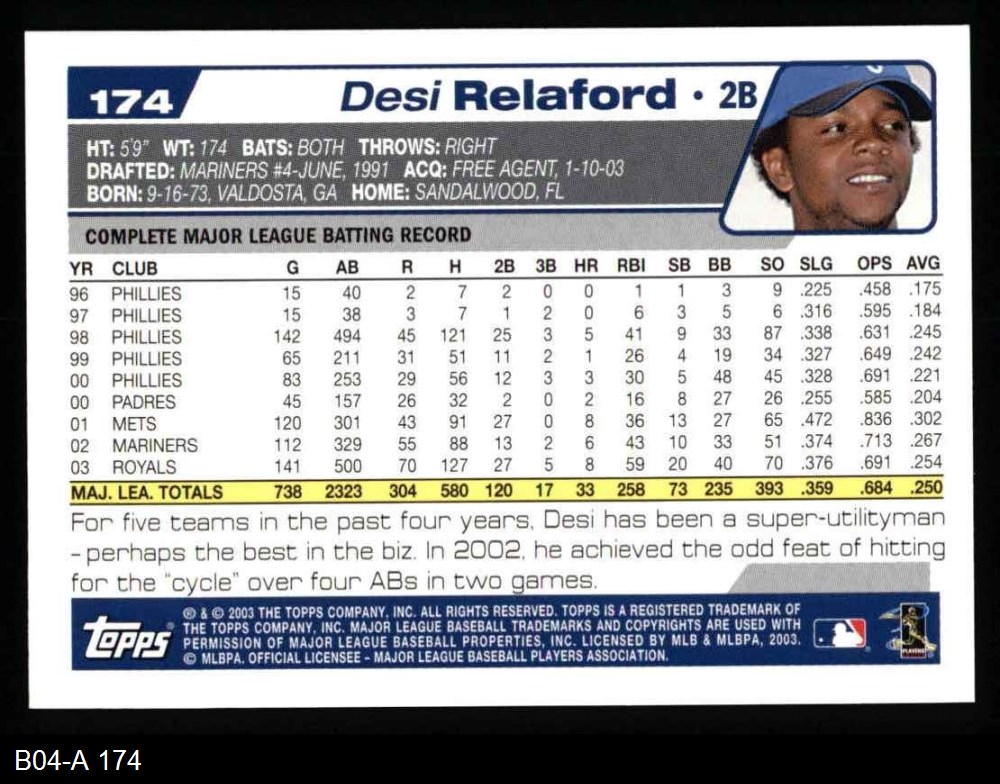 174 Desi Relaford · 2B
HT: 5'9" WT: 174 BATS: BOTH THROWS: RIGHT
DRAFTED: MARINERS #4-JUNE, 1991 ACQ: FREE AGENT, 1-10-03
BORN: 9-16-73, VALDOSTA, GA HOME: SANDALWOOD, FL
COMPLETE MAJOR LEAGUE BATTING RECORD
YR CLUB G AB R H 2B 3B HR RBI SB BB SO SLG OPS AVG
96 PHILLIES 15 40 2 7 2 0 0 1 1 3 9 .225 .458 .175
97 PHILLIES 15 38 3 7 1 2 0 6 3 5 6 .316 .595 .184
98 PHILLIES 142 494 45 121 25 3 5 41 9 33 87 .338 .631 .245
99 PHILLIES 65 211 31 51 11 2 1 26 4 19 34 .327 .649 .242
00 PHILLIES 83 253 29 56 12 3 3 30 5 48 45 .328 .691 .221
00 PADRES 45 157 26 32 2 0 2 16 8 27 26 .255 .585 .204
01 METS 120 301 43 91 27 0 8 36 13 27 65 .472 .836 .302
02 MARINERS 112 329 55 88 13 2 6 43 10 33 51 .374 .713 .267
03 ROYALS 141 500 70 127 27 5 8 59 20 40 70 .376 .691 .254
MAJ. LEA. TOTALS 738 2323 304 580 120 17 33 258 73 235 393 .359 .684 .250
For five teams in the past four years, Desi has been a super-utilityman
- perhaps the best in the biz. In 2002, he achieved the odd feat of hitting
for the "cycle" over four ABs in two games.
Topps
® & © 2003 THE TOPPS COMPANY, INC. ALL RIGHTS RESERVED. TOPPS IS A REGISTERED TRADEMARK OF
THE TOPPS COMPANY, INC. MAJOR LEAGUE BASEBALL TRADEMARKS AND COPYRIGHTS ARE USED WITH
PERMISSION OF MAJOR LEAGUE BASEBALL PROPERTIES, INC. LICENSED BY MLB & MLBPA, 2003.
© MLBPA. OFFICIAL LICENSEE - MAJOR LEAGUE BASEBALL PLAYERS ASSOCIATION.
PLAYERS
B04-A 174